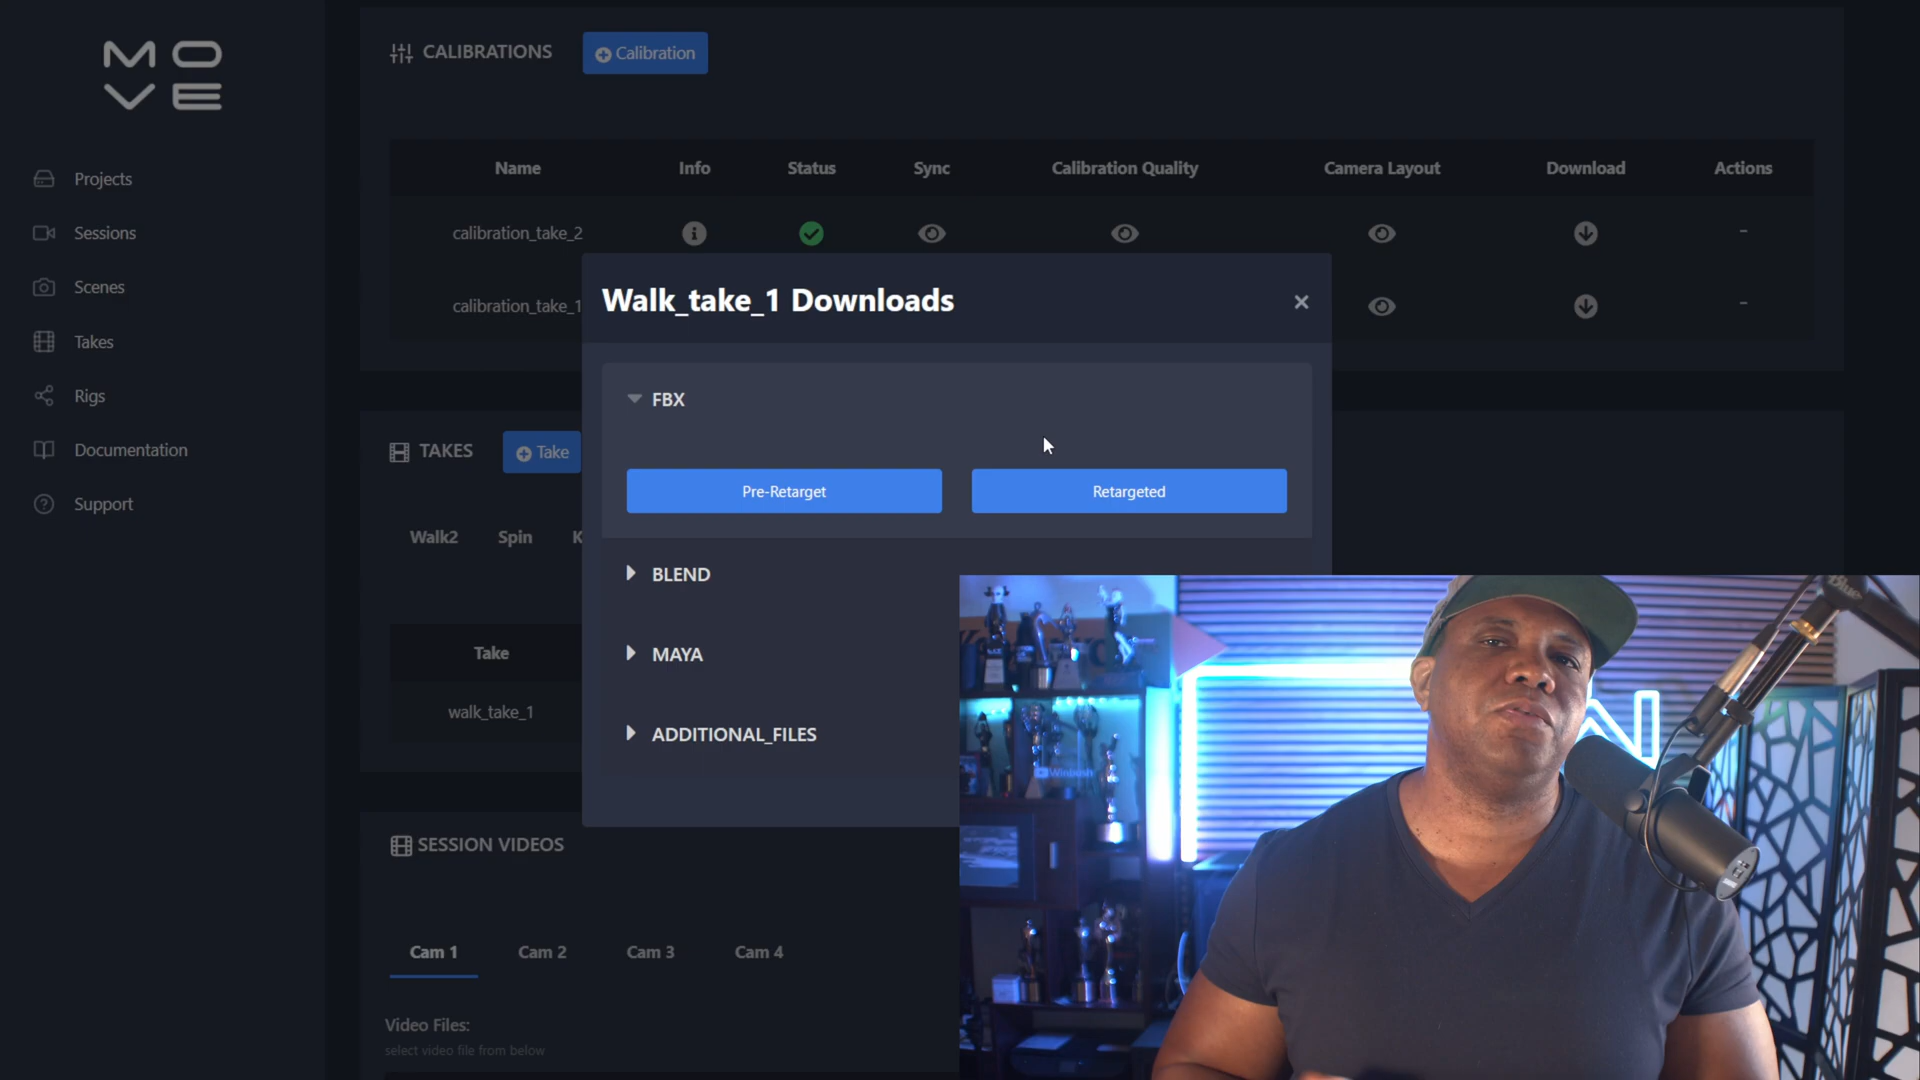 MOVE
Projects
Sessions
Scenes
Takes
Rigs
Documentation
Support
CALIBRATIONS
Calibration
Name Info Status Sync Calibration Quality Camera Layout Download Actions
calibration_take_2 -
calibration_take_1 -
Walk_take_1 Downloads
FBX
Pre-Retarget Retargeted
BLEND
MAYA
ADDITIONAL_FILES
TAKES
Take
Walk2 Spin K
Take
walk_take_1
SESSION VIDEOS
Cam 1 Cam 2 Cam 3 Cam 4
Video Files:
select video file from below
Winbush
Blue
N